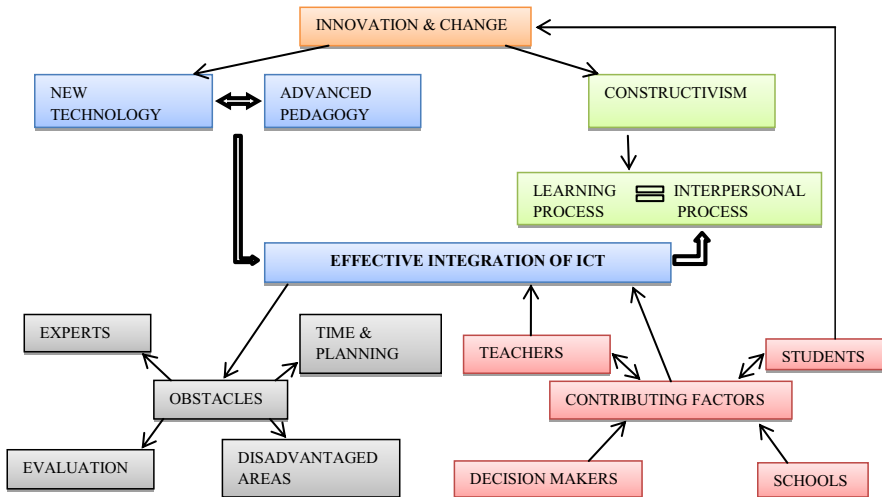 INNOVATION & CHANGE
NEW
TECHNOLOGY
ADVANCED
PEDAGOGY
CONSTRUCTIVISM
LEARNING
PROCESS
INTERPERSONAL
PROCESS
EFFECTIVE INTEGRATION OF ICT
EXPERTS
TIME &
PLANNING
TEACHERS
STUDENTS
OBSTACLES
CONTRIBUTING FACTORS
EVALUATION
DISADVANTAGED
AREAS
DECISION MAKERS
SCHOOLS